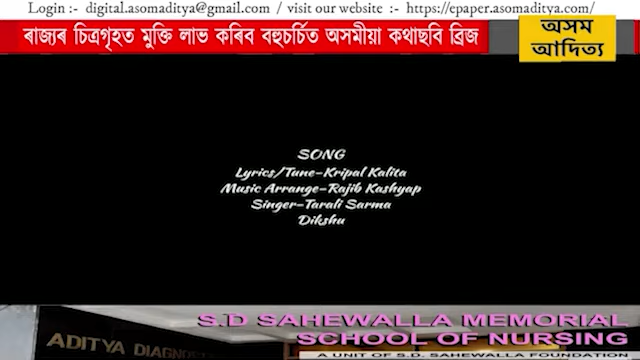 Login :- digital.asomaditya@gmail.com / visit our website :- https://epaper.asomaditya.com/
ৰাজ্যৰ চিত্ৰগৃহত মুক্তি লাভ কৰিব বহুচৰ্চিত অসমীয়া কথাছবি ব্ৰিজ
অসম
আদিত্য
SONG
Lyrics/Tune-Kripal Kalita
Music Arrange-Rajib Kashyap
Singer-Tarali Sarma
Dikshu
S.D SAHEWALLA MEMORIAL
SCHOOL OF NURSING
A UNIT OF S.D. SAHEWALLA FOUNDATION
ADITYA